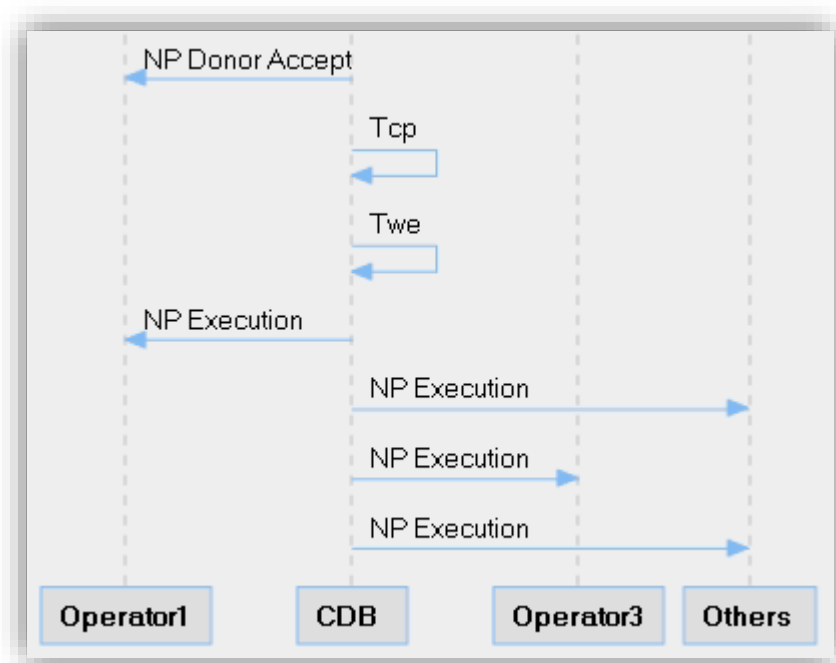 NP Donor Accept
Tcp
Twe
NP Execution
NP Execution
NP Execution
NP Execution
Operator1 CDB Operator3 Others